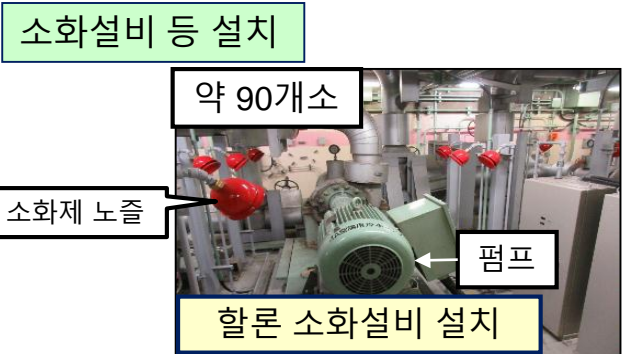 소화설비 등 설치
약 90개소
소화제 노즐
펌프
할론 소화설비 설치